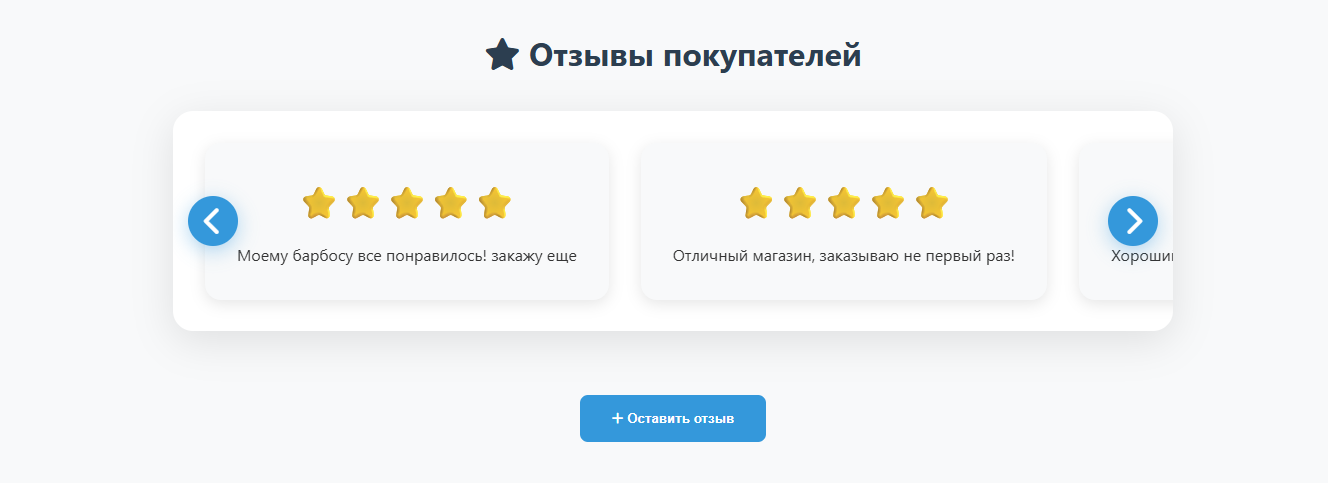 Отзывы покупателей
Моему барбосу все понравилось! закажу еще
Отличный магазин, заказываю не первый раз!
+ Оставить отзыв